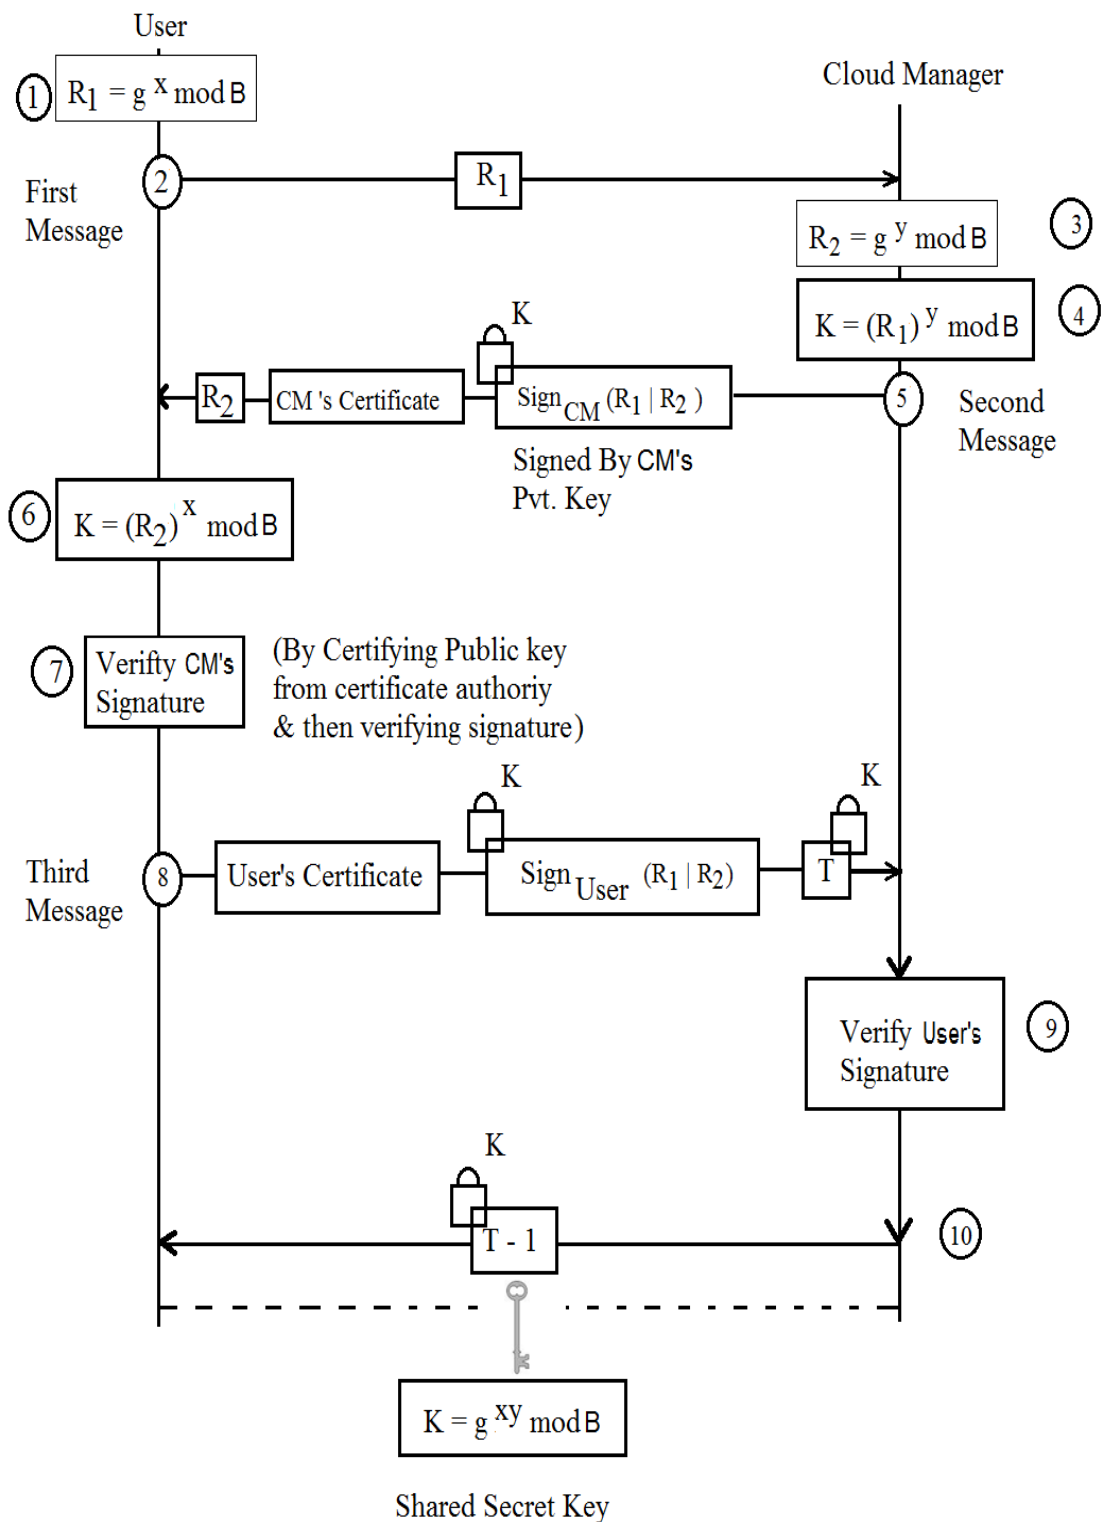 User
Cloud Manager
1
R1 = g x mod B
First
Message
2
R1
R2 = g y mod B
3
K = (R1) y mod B
4
K
R2
CM 's Certificate
SignCM (R1 | R2 )
5
Second
Message
Signed By CM's
Pvt. Key
6
K = (R2) x mod B
7
Verifty CM's
Signature
(By Certifying Public key
from certificate authoriy
& then verifying signature)
K
K
Third
Message
8
User's Certificate
SignUser (R1 | R2)
T
Verify User's
Signature
9
K
T - 1
10
K = g xy mod B
Shared Secret Key